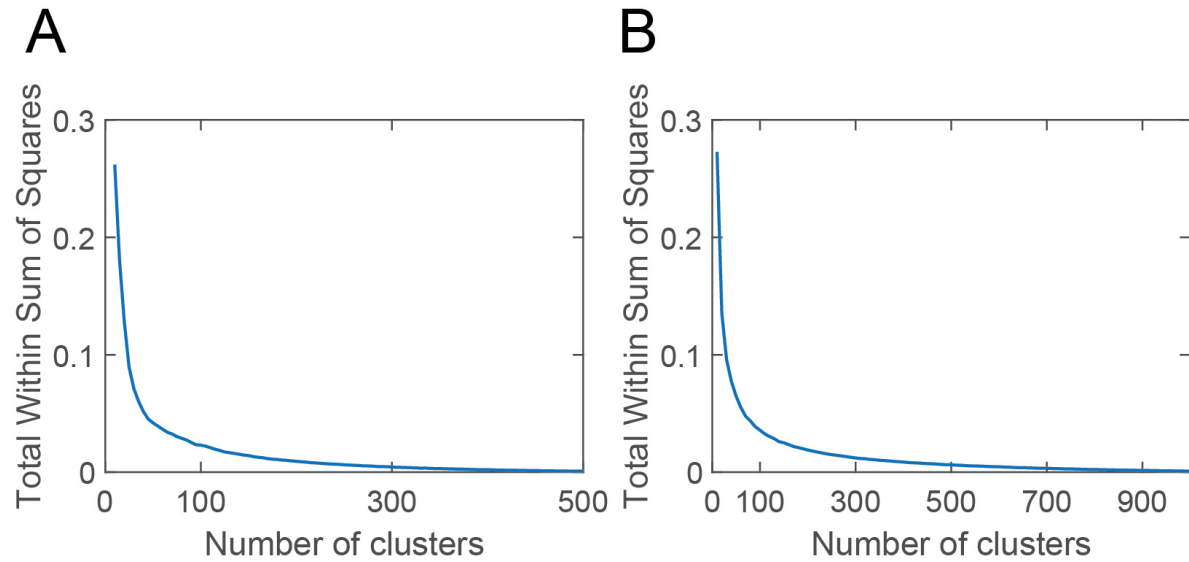 A
Total Within Sum of Squares
0.3
0.2
0.1
0
0 100 300 500
Number of clusters
B
Total Within Sum of Squares
0.3
0.2
0.1
0
0 100 300 500 700 900
Number of clusters